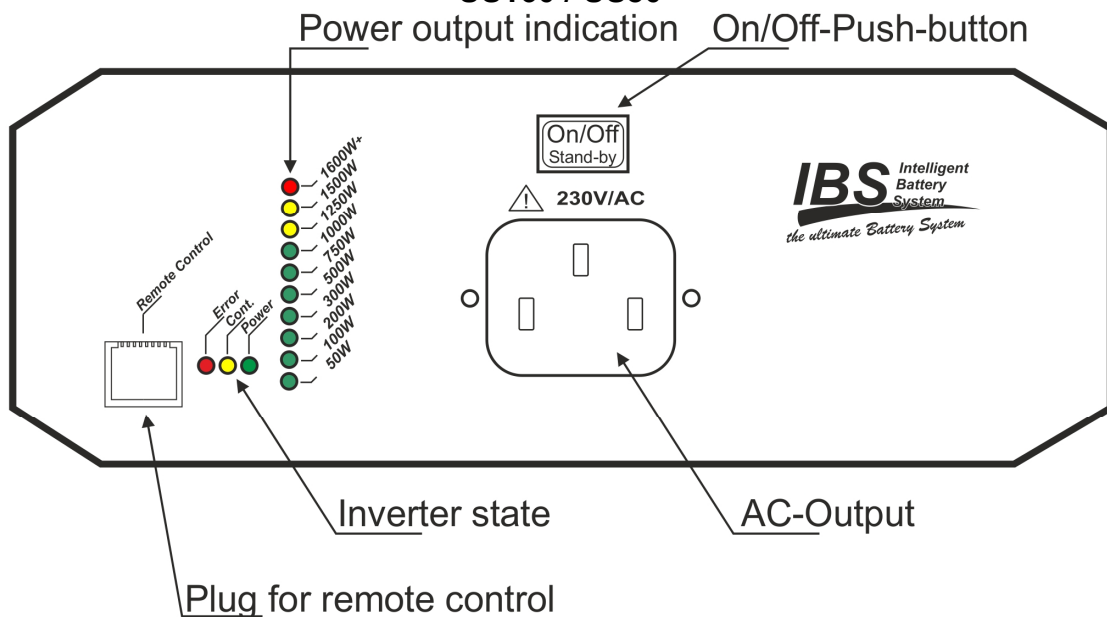 Power output indication
On/Off-Push-button
On/Off
Stand-by
230V/AC
IBS
Intelligent
Battery
System
the ultimate Battery System
1600W+
1500W
1250W
1000W
750W
500W
300W
200W
100W
50W
Remote Control
Error
Cont.
Power
Inverter state
AC-Output
Plug for remote control